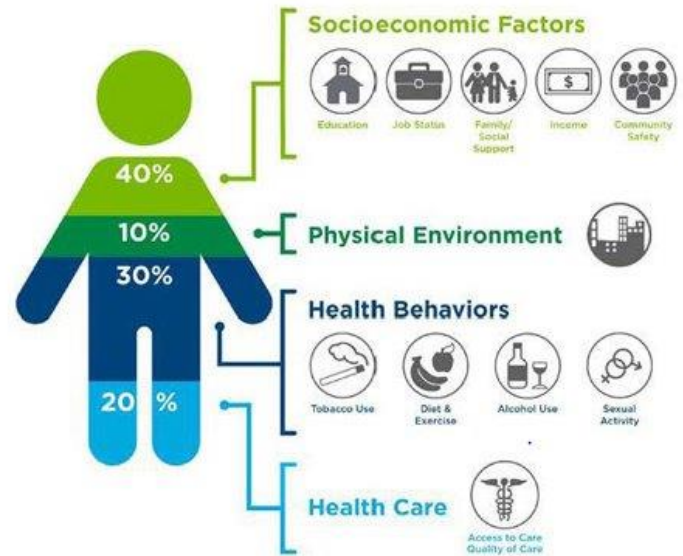 Socioeconomic Factors
$
Education
Job Status
Family/
Social
Support
Income
Community
Safety
40%
10%
Physical Environment
30%
Health Behaviors
Tobacco Use
Diet &
Exercise
Alcohol Use
Sexual
Activity
20 %
Health Care
Access to Care
Quality of Care